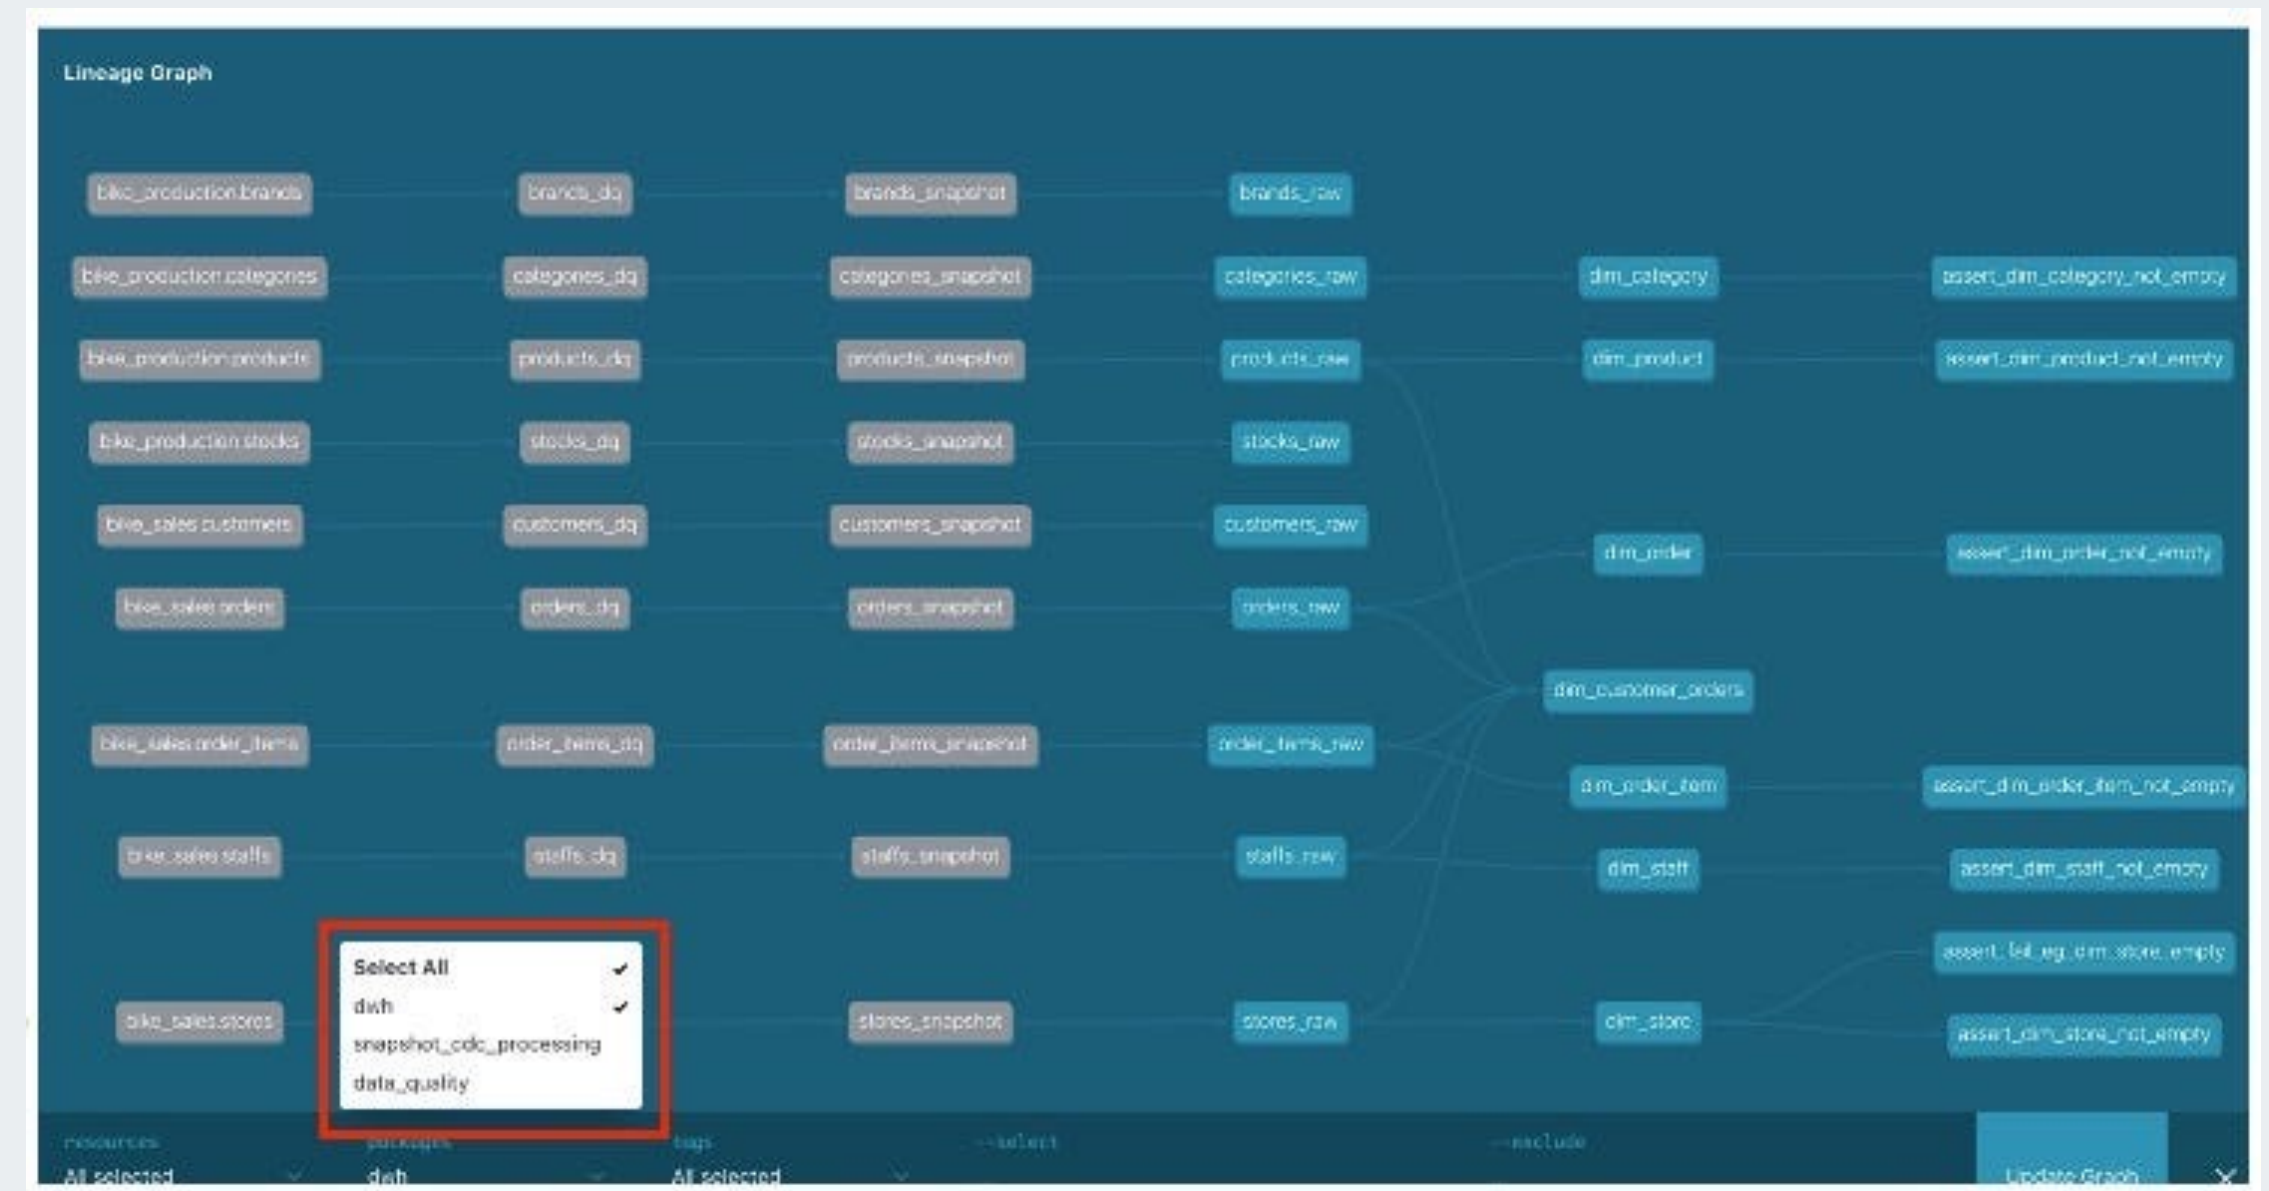 Lineage Graph
bike_production.brands
brands_dq
brands_snapshot
brands_raw
bike_production.categories
categories_dq
categories_snapshot
categories_raw
dim_category
assert_dim_category_not_empty
bike_production.products
products_dq
products_snapshot
products_raw
dim_product
assert_dim_product_not_empty
bike_production.stocks
stocks_dq
stocks_snapshot
stocks_raw
bike_sales.customers
customers_dq
customers_snapshot
customers_raw
dim_order
assert_dim_order_not_empty
bike_sales.orders
orders_dq
orders_snapshot
orders_raw
dim_customer_orders
bike_sales.order_items
order_items_dq
order_items_snapshot
order_items_raw
dim_order_item
assert_dim_order_item_not_empty
bike_sales.staffs
staffs_dq
staffs_snapshot
staffs_raw
dim_staff
assert_dim_staff_not_empty
assert_fail_eg_dim_store_empty
Select All
dwh
snapshot_cdc_processing
data_quality
bike_sales.stores
stores_snapshot
stores_raw
dim_store
assert_dim_store_not_empty
resources
packages
tags
--select
--exclude
All selected
dwh
All selected
Update Graph